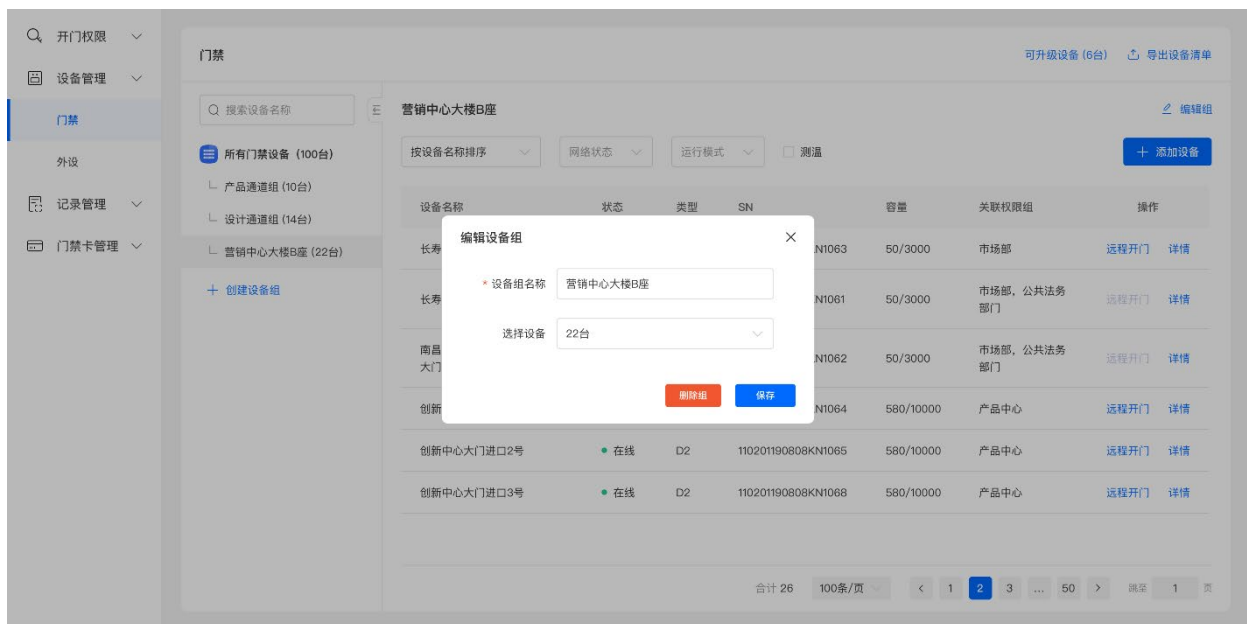 开门权限
设备管理
门禁
外设
记录管理
门禁卡管理
门禁
可升级设备 (6台) 导出设备清单
搜索设备名称
所有门禁设备 (100台)
产品通道组 (10台)
设计通道组 (14台)
营销中心大楼B座 (22台)
+ 创建设备组
营销中心大楼B座 编辑组
按设备名称排序 网络状态 运行模式 测温 + 添加设备
设备名称 状态 类型 SN 容量 关联权限组 操作
长寿 N1063 50/3000 市场部 远程开门 详情
长寿 N1061 50/3000 市场部，公共法务
部门 远程开门 详情
南昌
大门 N1062 50/3000 市场部，公共法务
部门 远程开门 详情
创新 N1064 580/10000 产品中心 远程开门 详情
创新中心大门进口2号 在线 D2 110201190808KN1065 580/10000 产品中心 远程开门 详情
创新中心大门进口3号 在线 D2 110201190808KN1068 580/10000 产品中心 远程开门 详情
合计 26 100条/页 < 1 2 3 ... 50 > 跳至 1 页
编辑设备组
* 设备组名称 营销中心大楼B座
选择设备 22台
删除组 保存